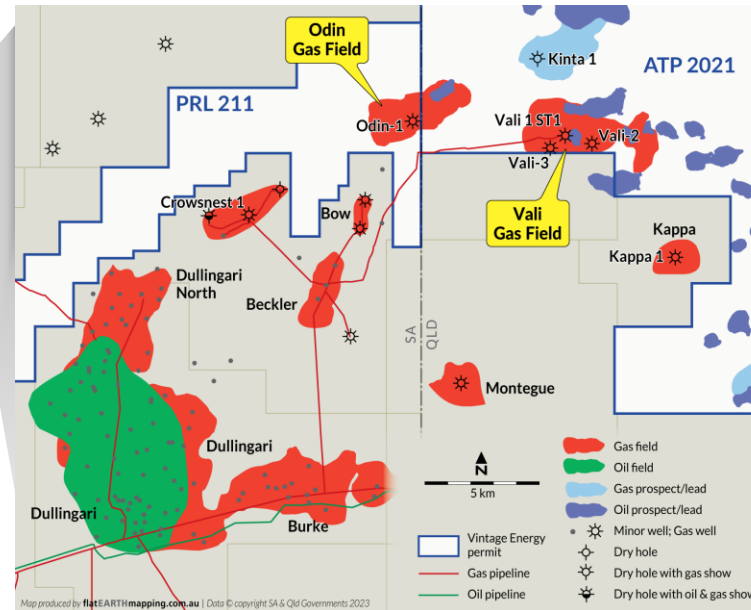 Odin
Gas Field
Kinta 1
ATP 2021
PRL 211
Odin-1
Vali 1 ST1
Vali-2
Vali-3
Crowsnest 1
Bow
Vali
Gas Field
Kappa
Kappa 1
Dullingari
North
Beckler
SA
QLD
Montegue
Dullingari
Dullingari
Burke
N
5 km
Vintage Energy
permit
Gas pipeline
Oil pipeline
Gas field
Oil field
Gas prospect/lead
Oil prospect/lead
Minor well; Gas well
Dry hole
Dry hole with gas show
Dry hole with oil & gas show
Map produced by flatEARTHmapping.com.au | Data © copyright SA & Qld Governments 2023